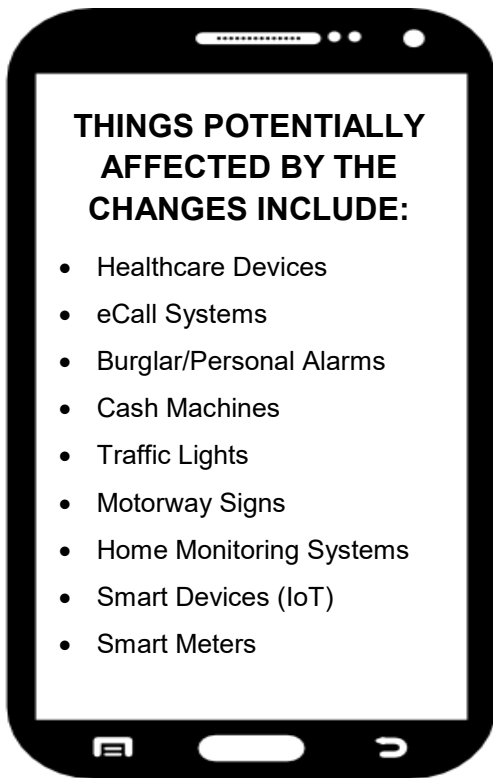 THINGS POTENTIALLY
AFFECTED BY THE
CHANGES INCLUDE:
• Healthcare Devices
• eCall Systems
• Burglar/Personal Alarms
• Cash Machines
• Traffic Lights
• Motorway Signs
• Home Monitoring Systems
• Smart Devices (IoT)
• Smart Meters